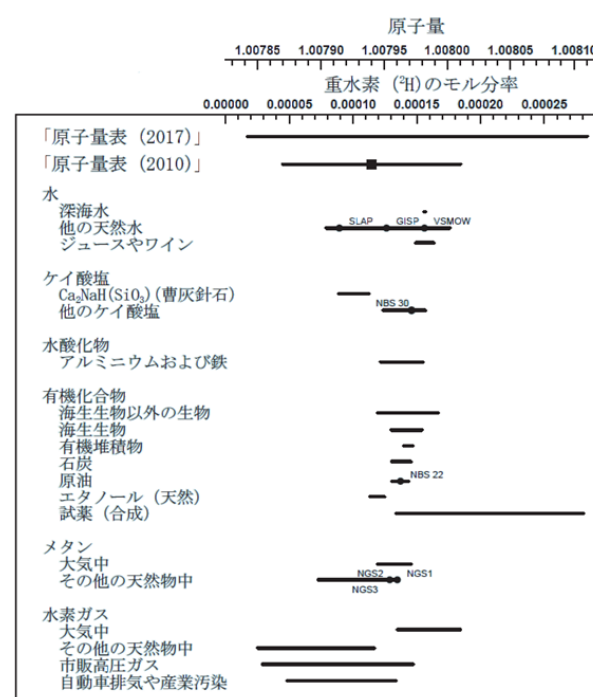 原子量
1.00785 1.00790 1.00795 1.00800 1.00805 1.00810
重水素 (²H)のモル分率
0.00000 0.00005 0.00010 0.00015 0.00020 0.00025
「原子量表 (2017)」
「原子量表 (2010)」
水
深海水
他の天然水 SLAP GISP VSMOW
ジュースやワイン
ケイ酸塩
Ca₂NaH(SiO₃)(曹灰針石)
他のケイ酸塩 NBS 30
水酸化物
アルミニウムおよび鉄
有機化合物
海生生物以外の生物
海生生物
有機堆積物
石炭
原油 NBS 22
エタノール (天然)
試薬 (合成)
メタン
大気中
その他の天然物中 NGS2 NGS1
NGS3
水素ガス
大気中
その他の天然物中
市販高圧ガス
自動車排気や産業汚染